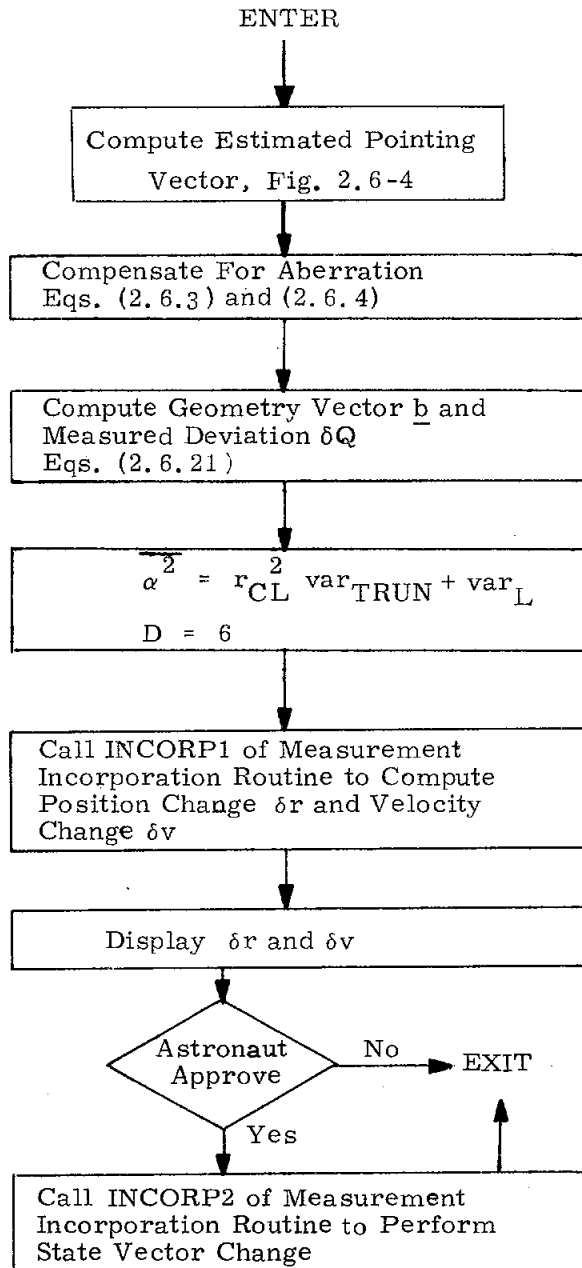 ENTER
Compute Estimated Pointing
Vector, Fig. 2.6-4
Compensate For Aberration
Eqs. (2.6.3) and (2.6.4)
Compute Geometry Vector b and
Measured Deviation δQ
Eqs. (2.6.21)
α² = r_CL² var_TRUN + var_L
D = 6
Call INCORP1 of Measurement
Incorporation Routine to Compute
Position Change δr and Velocity
Change δv
Display δr and δv
Astronaut
Approve
No
EXIT
Yes
Call INCORP2 of Measurement
Incorporation Routine to Perform
State Vector Change